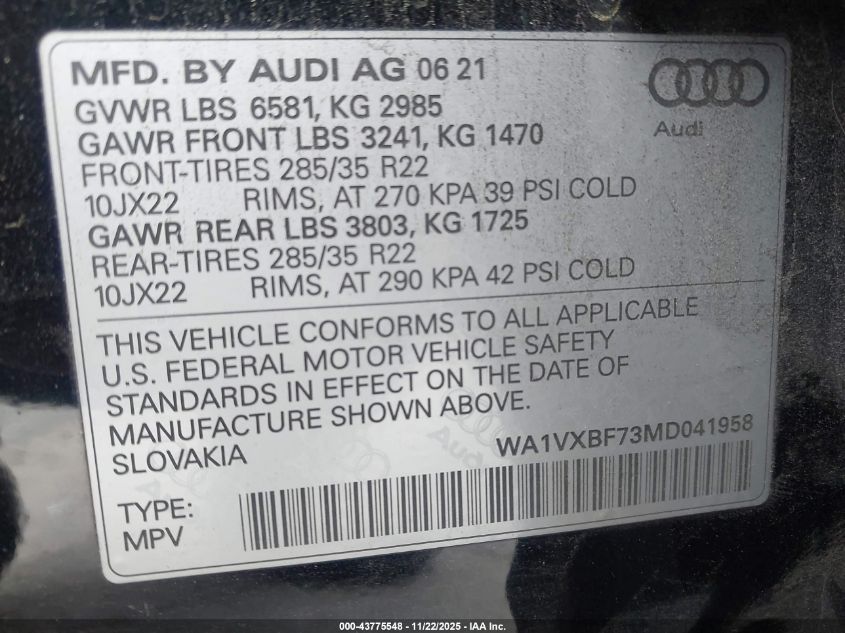 MFD. BY AUDI AG 06 21
Audi
GVWR LBS 6581, KG 2985
GAWR FRONT LBS 3241, KG 1470
FRONT-TIRES 285/35 R22
10JX22 RIMS, AT 270 KPA 39 PSI COLD
GAWR REAR LBS 3803, KG 1725
REAR-TIRES 285/35 R22
10JX22 RIMS, AT 290 KPA 42 PSI COLD
THIS VEHICLE CONFORMS TO ALL APPLICABLE
U.S. FEDERAL MOTOR VEHICLE SAFETY
STANDARDS IN EFFECT ON THE DATE OF
MANUFACTURE SHOWN ABOVE.
SLOVAKIA
WA1VXBF73MD041958
TYPE:
MPV
000-43775548 - 11/22/2025 - IAA Inc.